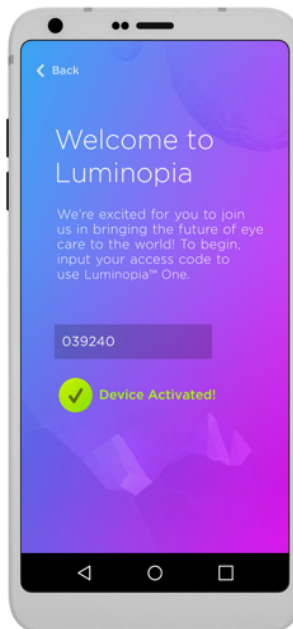 Back
Welcome to
Luminopia
We're excited for you to join
us in bringing the future of eye
care to the world! To begin,
input your access code to
use Luminopia™ One.
039240
Device Activated!